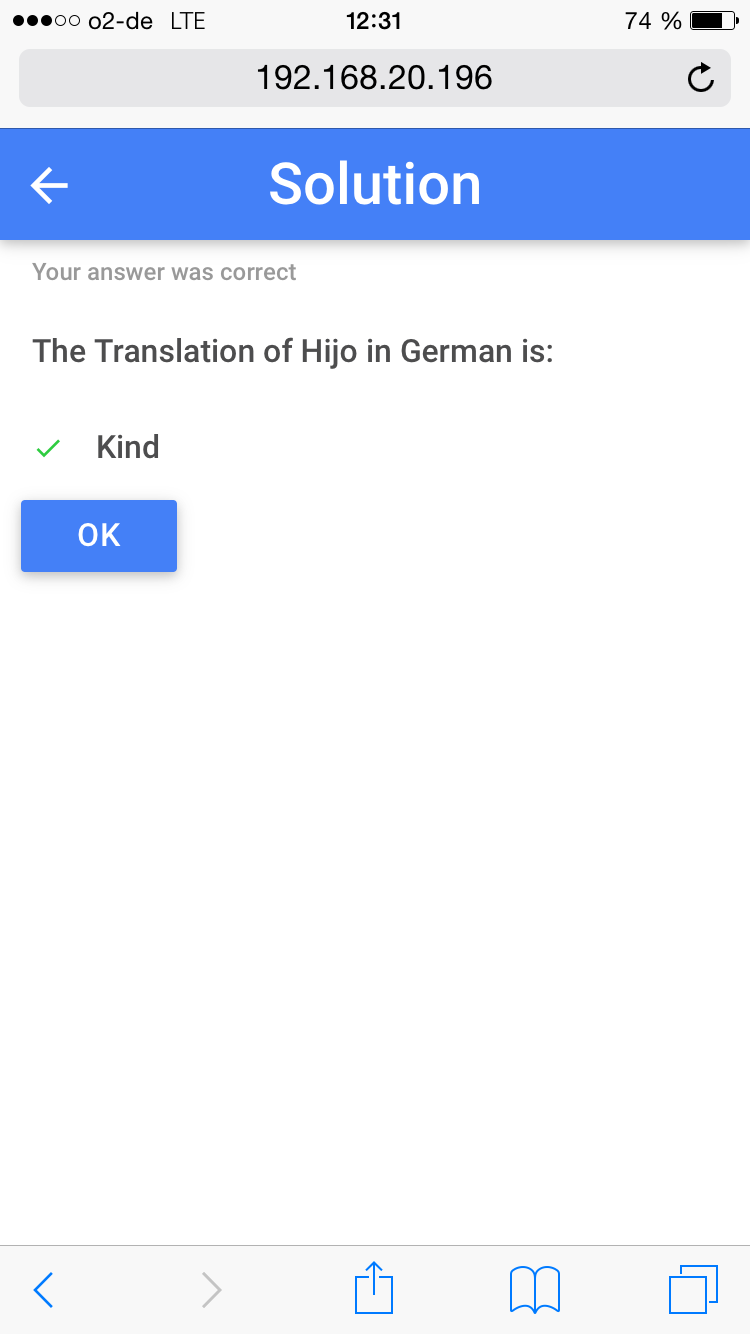 o2-de LTE 12:31 74 %
192.168.20.196
Solution
Your answer was correct
The Translation of Hijo in German is:
Kind
OK